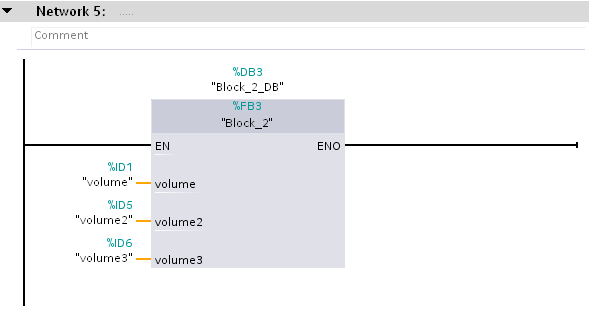 Network 5: .....
Comment
%DB3
"Block_2_DB"
%FB3
"Block_2"
EN ENO
%ID1
"volume" volume
%ID5
"volume2" volume2
%ID6
"volume3" volume3